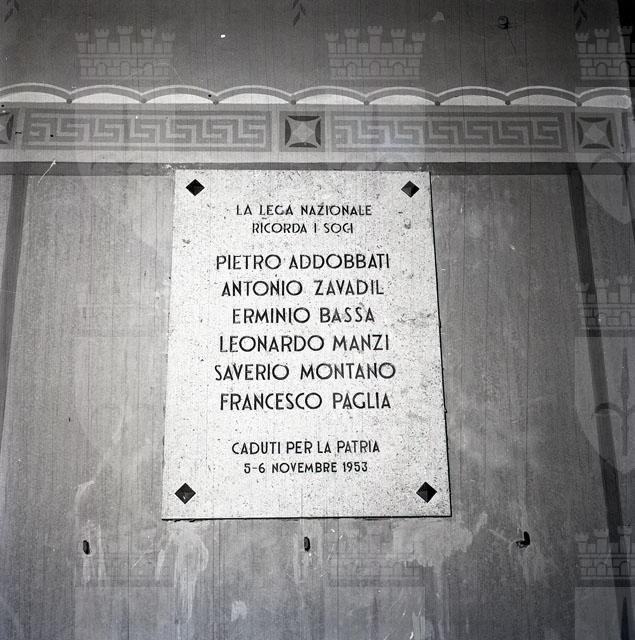 LA LEGA NAZIONALE
RICORDA I SOCI
PIETRO ADDOBBATI
ANTONIO ZAVADIL
ERMINIO BASSA
LEONARDO MANZI
SAVERIO MONTANO
FRANCESCO PAGLIA
CADUTI PER LA PATRIA
5-6 NOVEMBRE 1953